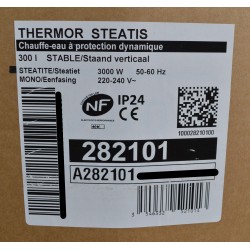 THERMOR STEATIS
Chauffe-eau à protection dynamique
300 l STABLE/Staand verticaal
STEATITE/Steatiet 3000 W 50-60 Hz
MONO/Eenfasing 220-240 V~
NF IP24
CE
100028210100
282101
A282101